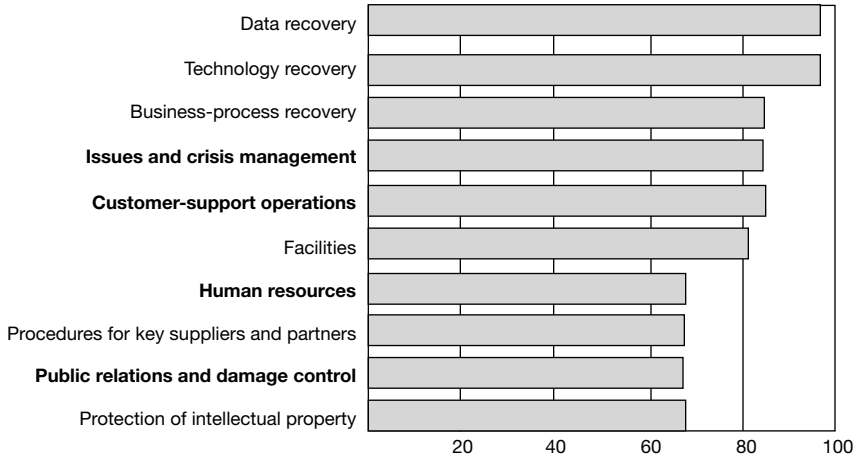 Data recovery
Technology recovery
Business-process recovery
Issues and crisis management
Customer-support operations
Facilities
Human resources
Procedures for key suppliers and partners
Public relations and damage control
Protection of intellectual property
20 40 60 80 100